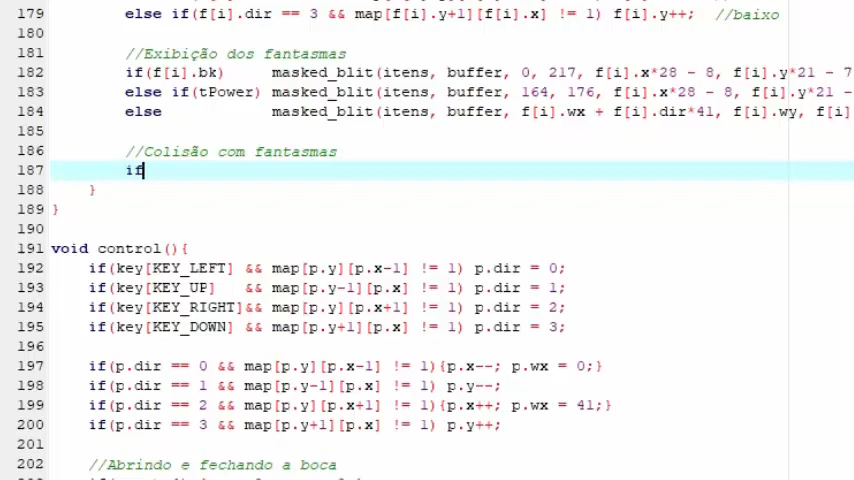 179 else if(f[i].dir == 3 && map[f[i].y+1][f[i].x] != 1) f[i].y++; //baixo
180
181 //Exibição dos fantasmas
182 if(f[i].bk) masked_blit(itens, buffer, 0, 217, f[i].x*28 - 8, f[i].y*21 - 7
183 else if(tPower) masked_blit(itens, buffer, 164, 176, f[i].x*28 - 8, f[i].y*21 -
184 else masked_blit(itens, buffer, f[i].wx + f[i].dir*41, f[i].wy, f[i]
185
186 //Colisão com fantasmas
187 if
188 }
189 }
190
191 void control(){
192 if(key[KEY_LEFT] && map[p.y][p.x-1] != 1) p.dir = 0;
193 if(key[KEY_UP] && map[p.y-1][p.x] != 1) p.dir = 1;
194 if(key[KEY_RIGHT]&& map[p.y][p.x+1] != 1) p.dir = 2;
195 if(key[KEY_DOWN] && map[p.y+1][p.x] != 1) p.dir = 3;
196
197 if(p.dir == 0 && map[p.y][p.x-1] != 1){p.x--; p.wx = 0;}
198 if(p.dir == 1 && map[p.y-1][p.x] != 1) p.y--;
199 if(p.dir == 2 && map[p.y][p.x+1] != 1){p.x++; p.wx = 41;}
200 if(p.dir == 3 && map[p.y+1][p.x] != 1) p.y++;
201
202 //Abrindo e fechando a boca